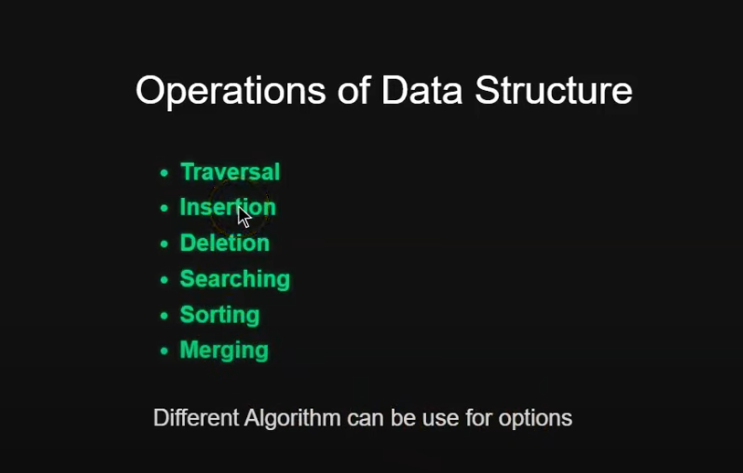 Operations of Data Structure
• Traversal
• Insertion
• Deletion
• Searching
• Sorting
• Merging
Different Algorithm can be use for options